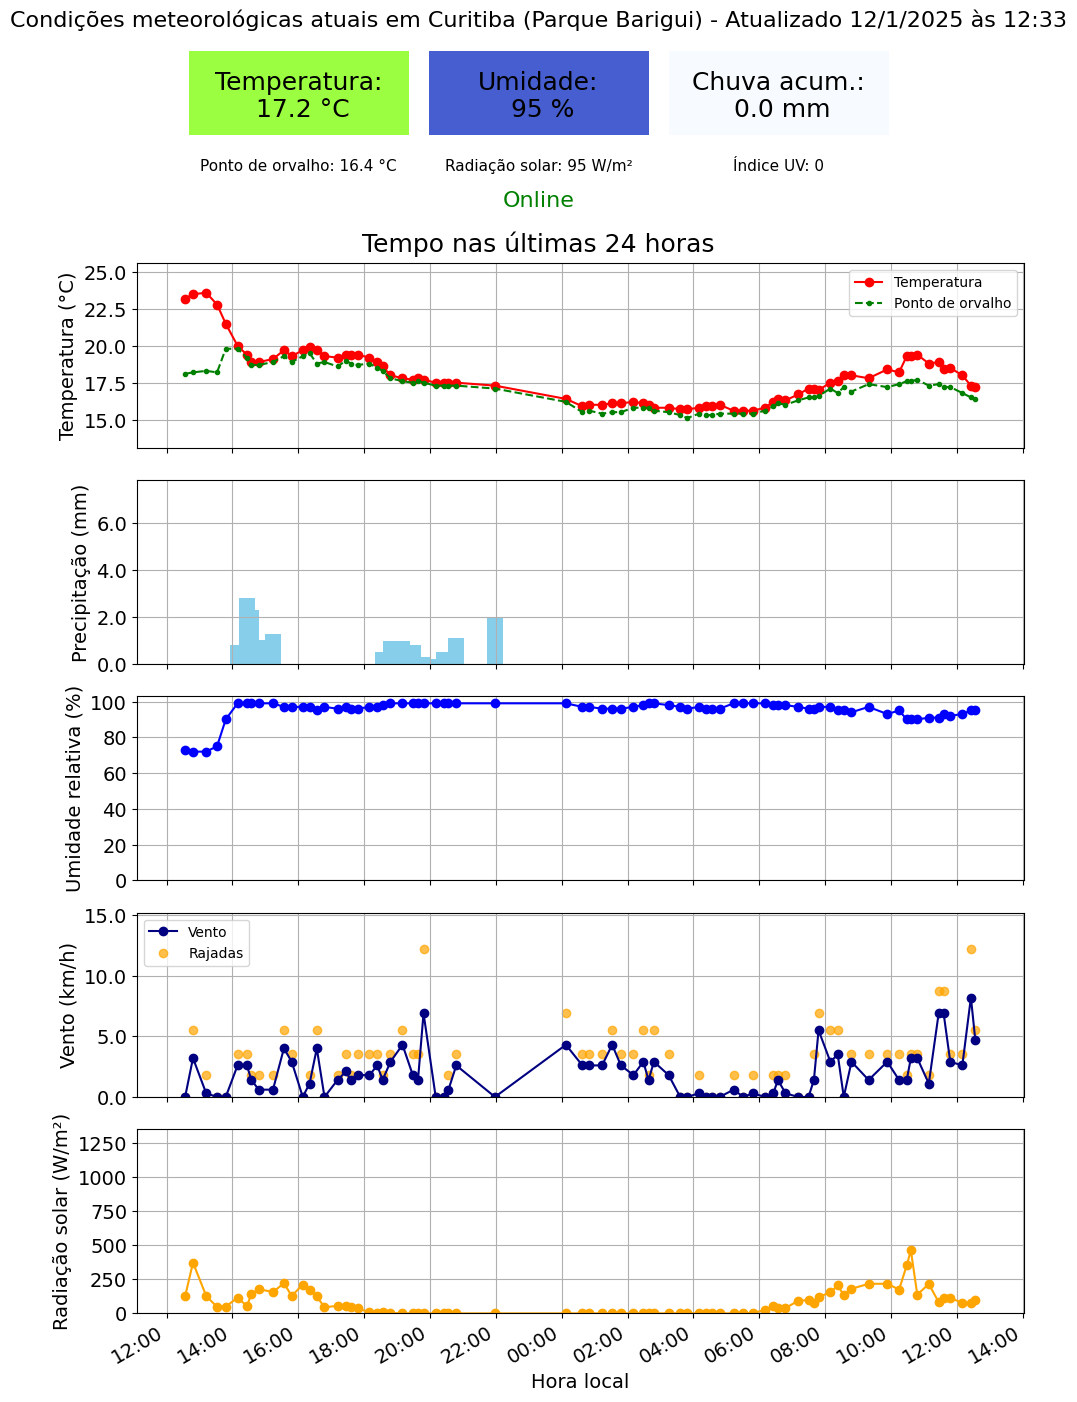 Condições meteorológicas atuais em Curitiba (Parque Barigui) - Atualizado 12/1/2025 às 12:33
Temperatura:
17.2 °C
Umidade:
95 %
Chuva acum.:
0.0 mm
Ponto de orvalho: 16.4 °C
Radiação solar: 95 W/m²
Índice UV: 0
Online
Tempo nas últimas 24 horas
Temperatura (°C)
25.0
22.5
20.0
17.5
15.0
Temperatura
Ponto de orvalho
Precipitação (mm)
6.0
4.0
2.0
0.0
Umidade relativa (%)
100
80
60
40
20
0
Vento (km/h)
15.0
10.0
5.0
0.0
Vento
Rajadas
Radiação solar (W/m²)
1250
1000
750
500
250
0
12:00
14:00
16:00
18:00
20:00
22:00
00:00
02:00
04:00
06:00
08:00
10:00
12:00
14:00
Hora local